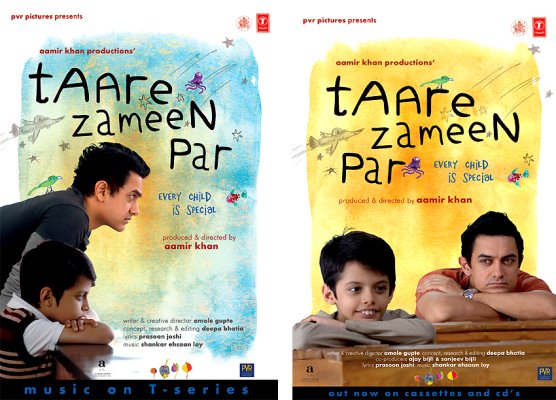 pvr pictures presents
T-SERIES
aamir khan productions'
tAAre
zameeN
Par
EVERY CHILD
IS SPECIAL
produced & directed by
aamir khan
writer & creative director amole gupte
concept, research & editing deepa bhatia
lyrics prasoon joshi
music shankar ehsaan loy
PVR
music on T-series
pvr pictures presents
T-SERIES
aamir khan productions'
tAAre
zameeN
Par
EVERY CHILD
IS SPECIAL
produced & directed by aamir khan
writer & creative director amole gupte concept, research & editing deepa bhatia
co-producers ajay bijli & sanjeev bijli
lyrics prasoon joshi music shankar ehsaan loy
PVR
out now on cassettes and cd's